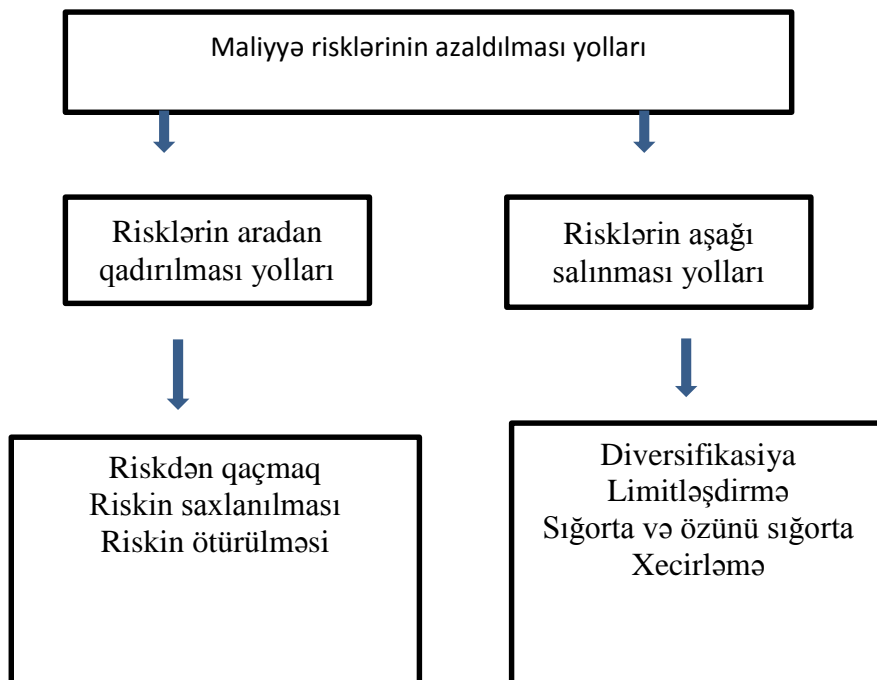 Maliyyə risklərinin azaldılması yolları
Risklərin aradan
qadırılması yolları
Risklərin aşağı
salınması yolları
Riskdən qaçmaq
Riskin saxlanılması
Riskin ötürülməsi
Diversifikasiya
Limitləşdirmə
Sığorta və özünü sığorta
Xecirləmə